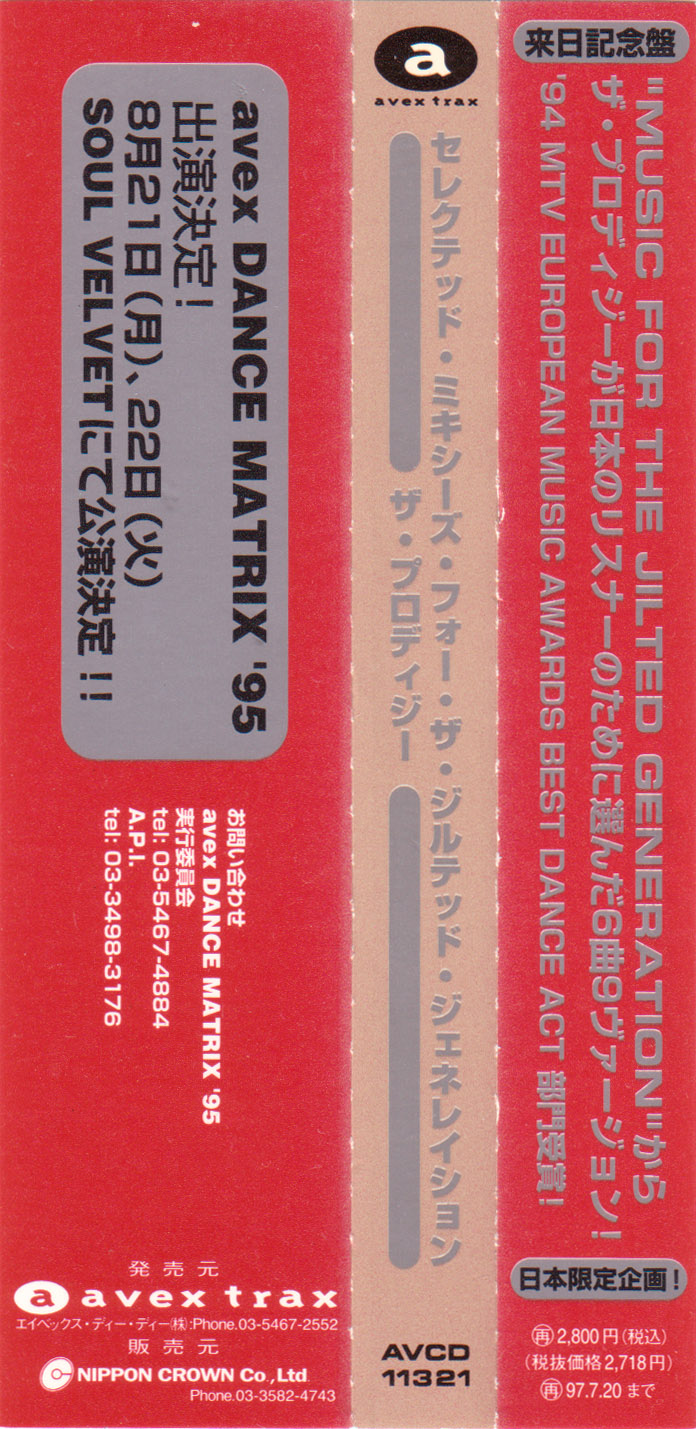 来日記念盤
"MUSIC FOR THE JILTED GENERATION"から
ザ・プロディジーが日本のリスナーのために選んだ6曲9ヴァージョン!
'94 MTV EUROPEAN MUSIC AWARDS BEST DANCE ACT 部門受賞!
日本限定企画!
再 2,800円(税込)
(税抜価格2,718円)
再 97.7.20 まで
a
avex trax
セレクテッド・ミキシーズ・フォー・ザ・ジルテッド・ジェネレイション
ザ・プロディジー
AVCD
11321
avex DANCE MATRIX '95
出演決定!
8月21日(月)、22日(火)
SOUL VELVETにて公演決定!!
お問い合わせ
avex DANCE MATRIX '95
実行委員会
tel: 03-5467-4884
A.P.I.
tel: 03-3498-3176
発売元
a avex trax
エイベックス・ディー・ディー㈱:Phone.03-5467-2552
販売元
NIPPON CROWN Co.,Ltd.
Phone.03-3582-4743